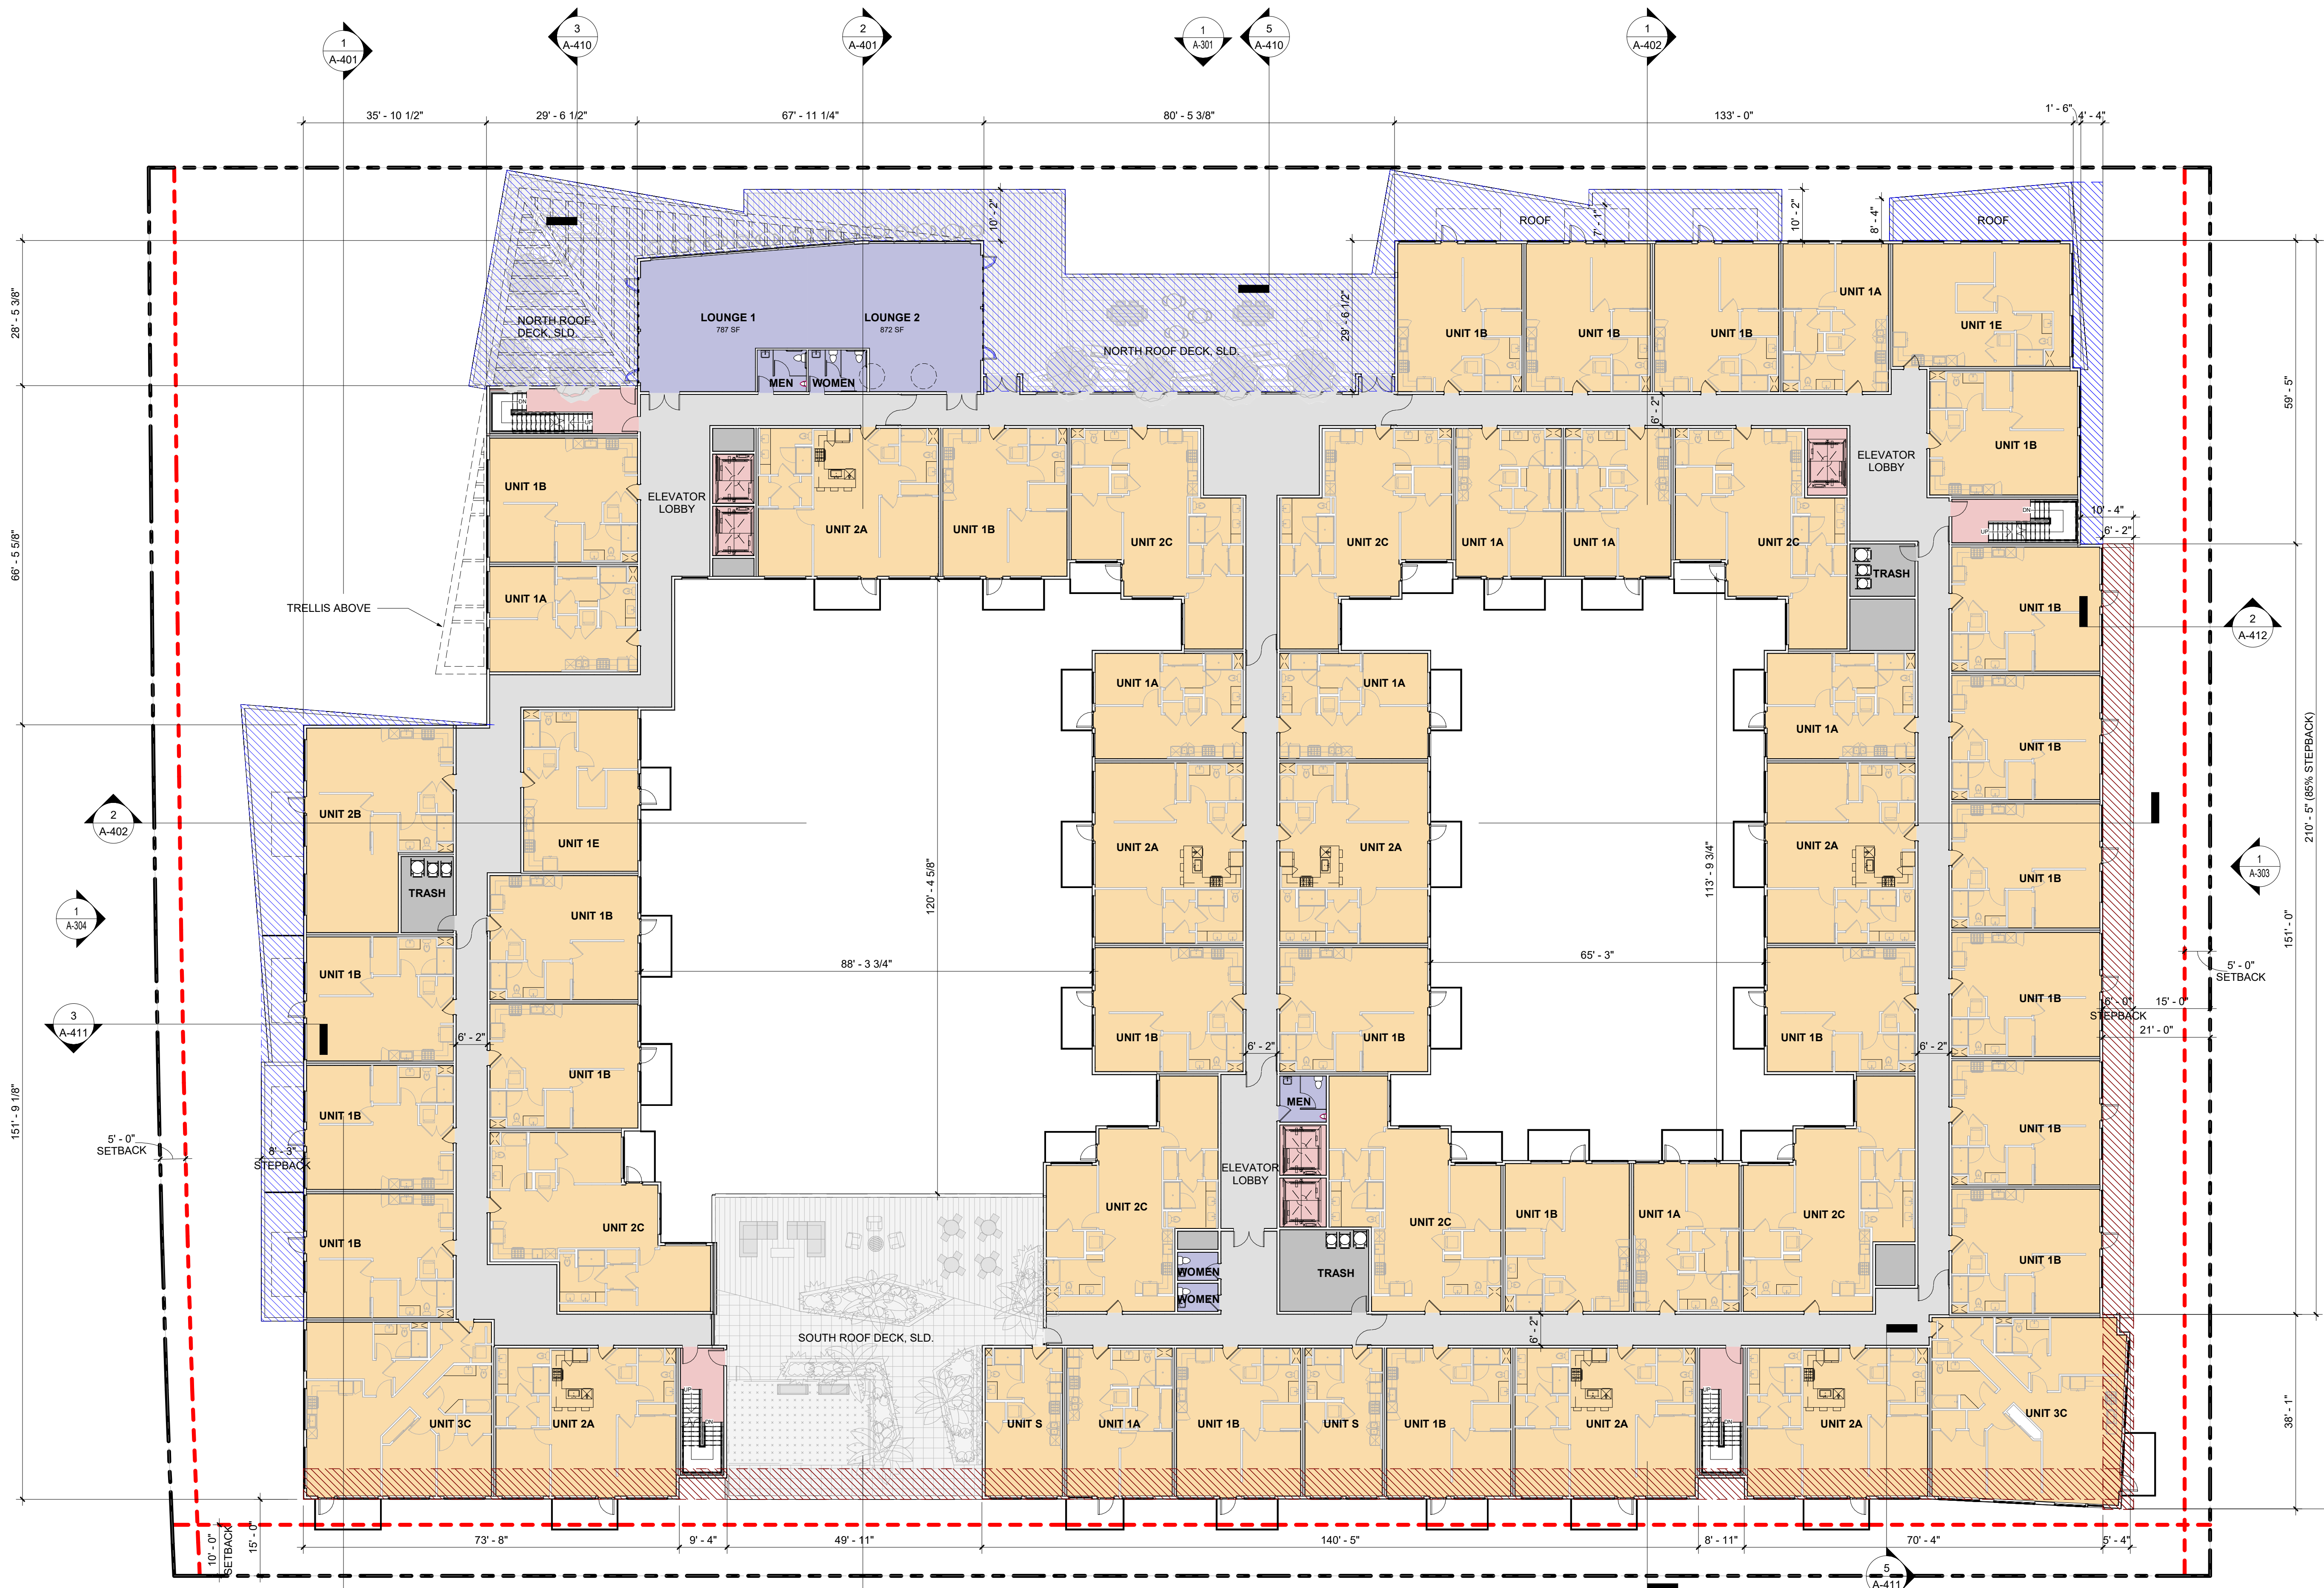 1
A-401
3
A-410
2
A-401
1
A-301
5
A-410
1
A-402
35' - 10 1/2"
29' - 6 1/2"
67' - 11 1/4"
80' - 5 3/8"
133' - 0"
1' - 6"
4' - 4"
10' - 2"
7' - 1"
10' - 2"
8' - 4"
ROOF
ROOF
28' - 5 3/8"
NORTH ROOF
DECK, SLD.
LOUNGE 1
787 SF
LOUNGE 2
872 SF
MEN
WOMEN
NORTH ROOF DECK, SLD.
29' - 6 1/2"
UNIT 1B
UNIT 1B
UNIT 1B
UNIT 1A
UNIT 1E
59' - 5"
DN
UP
6' - 2"
UNIT 1B
ELEVATOR
LOBBY
UNIT 1B
ELEVATOR
LOBBY
UNIT 2A
UNIT 1B
UNIT 2C
UNIT 2C
UNIT 1A
UNIT 1A
UNIT 2C
DN
UP
10' - 4"
6' - 2"
66' - 5 5/8"
TRASH
UNIT 1A
TRELLIS ABOVE
UNIT 1B
2
A-412
UNIT 1A
UNIT 1A
UNIT 1A
UNIT 1B
210' - 5" (85% STEPBACK)
UNIT 2B
2
A-402
UNIT 1E
UNIT 2A
UNIT 2A
UNIT 2A
120' - 4 5/8"
113' - 9 3/4"
UNIT 1B
1
A-303
TRASH
1
A-304
UNIT 1B
UNIT 1B
88' - 3 3/4"
65' - 3"
151' - 0"
5' - 0"
SETBACK
UNIT 1B
6' - 0"
STEPBACK
15' - 0"
21' - 0"
3
A-411
6' - 2"
UNIT 1B
UNIT 1B
6' - 2"
UNIT 1B
UNIT 1B
6' - 2"
151' - 9 1/8"
UNIT 1B
MEN
UNIT 1B
5' - 0"
SETBACK
8' - 3"
STEPBACK
ELEVATOR
LOBBY
UNIT 1B
UNIT 2C
UNIT 2C
UNIT 2C
UNIT 1B
UNIT 1A
UNIT 2C
UNIT 1B
WOMEN
WOMEN
TRASH
SOUTH ROOF DECK, SLD.
6' - 2"
UP
DN
UP
DN
UNIT 3C
UNIT 2A
UNIT S
UNIT 1A
UNIT 1B
UNIT S
UNIT 1B
UNIT 2A
UNIT 2A
UNIT 3C
38' - 1"
10' - 0"
SETBACK
15' - 0"
73' - 8"
9' - 4"
49' - 11"
140' - 5"
8' - 11"
70' - 4"
5' - 4"
5
A-411